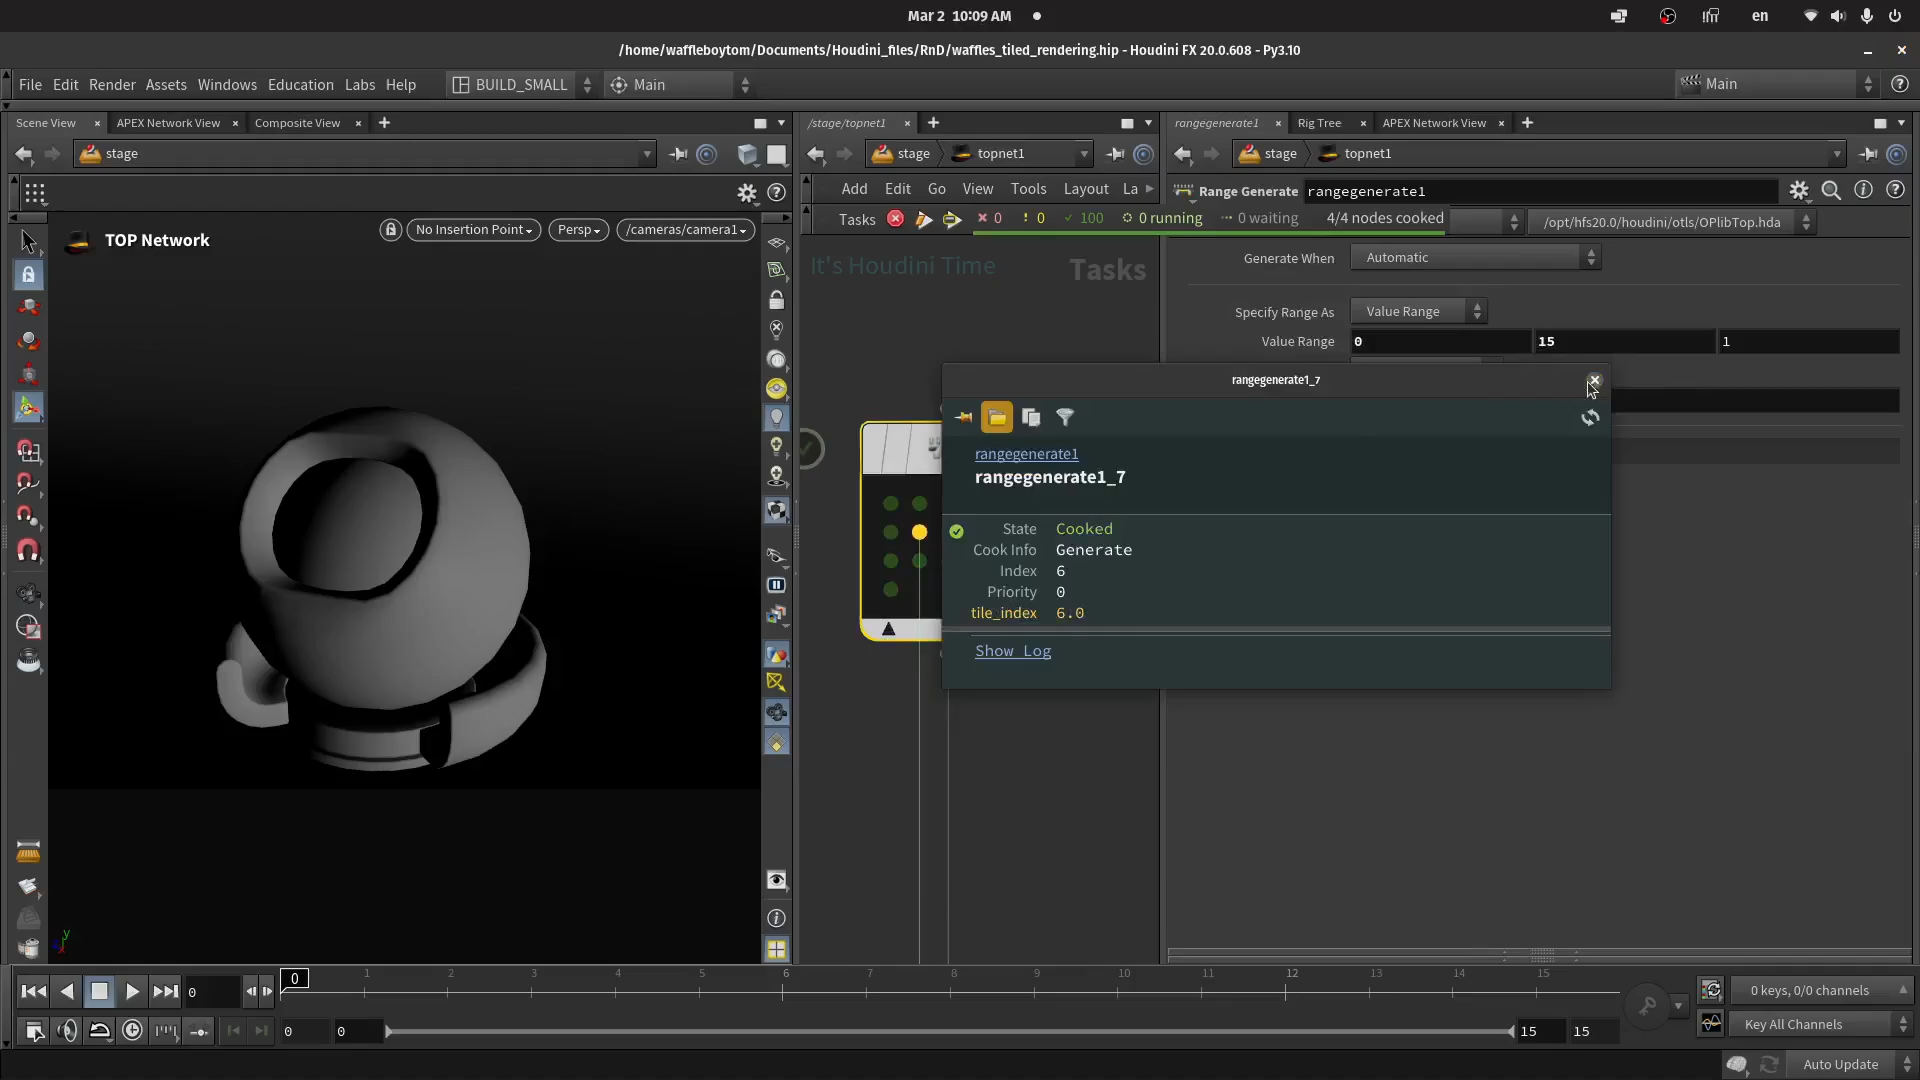 Mar 2 10:09 AM
en
/home/waffleboytom/Documents/Houdini_files/RnD/waffles_tiled_rendering.hip - Houdini FX 20.0.608 - Py3.10
File Edit Render Assets Windows Education Labs Help
BUILD_SMALL
Main
Main
Scene View
APEX Network View
Composite View
/stage/topnet1
rangegenerate1
Rig Tree
APEX Network View
stage
stage
topnet1
stage
topnet1
Add Edit Go View Tools Layout La
Range Generate
rangegenerate1
Tasks
0
0
100
0 running
0 waiting
4/4 nodes cooked
/opt/hfs20.0/houdini/otls/OPlibTop.hda
TOP Network
No Insertion Point
Persp
/cameras/camera1
It's Houdini Time
Tasks
Generate When
Automatic
Specify Range As
Value Range
Value Range
0
15
1
rangegenerate1_7
rangegenerate1
rangegenerate1_7
State Cooked
Cook Info Generate
Index 6
Priority 0
tile_index 6.0
Show Log
y
0
0
1
2
3
4
5
6
7
8
9
10
11
12
13
14
15
0 keys, 0/0 channels
0
0
15
15
Key All Channels
Auto Update